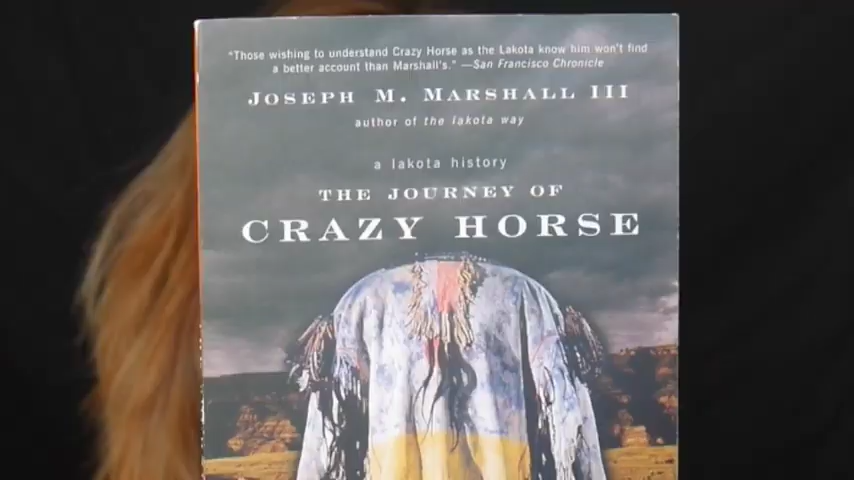 "Those wishing to understand Crazy Horse as the Lakota know him won't find
a better account than Marshall's." —San Francisco Chronicle
JOSEPH M. MARSHALL III
author of the lakota way
a lakota history
THE JOURNEY OF
CRAZY HORSE